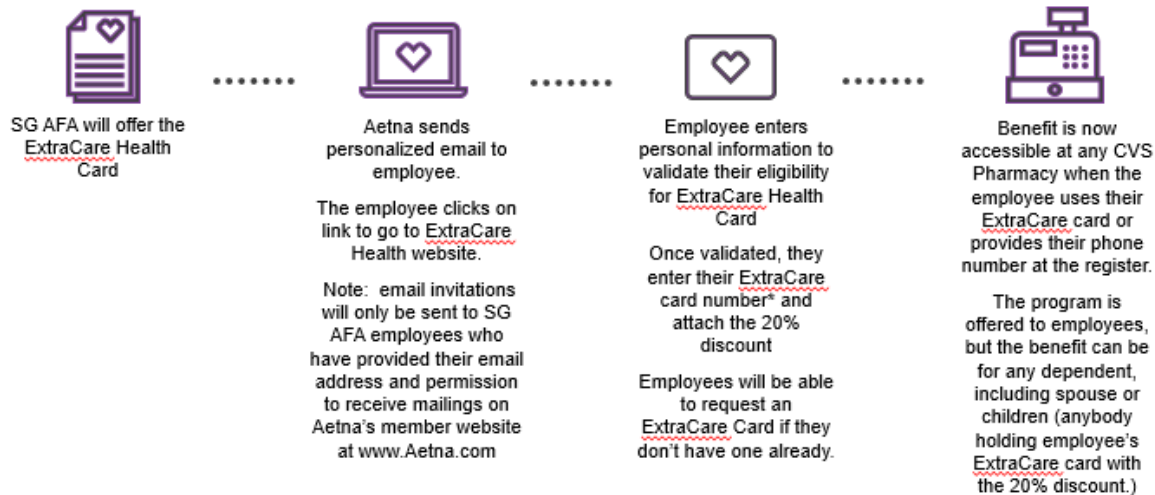 SG AFA will offer the
ExtraCare Health
Card
Aetna sends
personalized email to
employee.
The employee clicks on
link to go to ExtraCare
Health website.
Note: email invitations
will only be sent to SG
AFA employees who
have provided their email
address and permission
to receive mailings on
Aetna's member website
at www.Aetna.com
Employee enters
personal information to
validate their eligibility
for ExtraCare Health
Card
Once validated, they
enter their ExtraCare
card number* and
attach the 20%
discount
Employees will be able
to request an
ExtraCare Card if they
don't have one already.
Benefit is now
accessible at any CVS
Pharmacy when the
employee uses their
ExtraCare card or
provides their phone
number at the register.
The program is
offered to employees,
but the benefit can be
for any dependent,
including spouse or
children (anybody
holding employee's
ExtraCare card with
the 20% discount.)